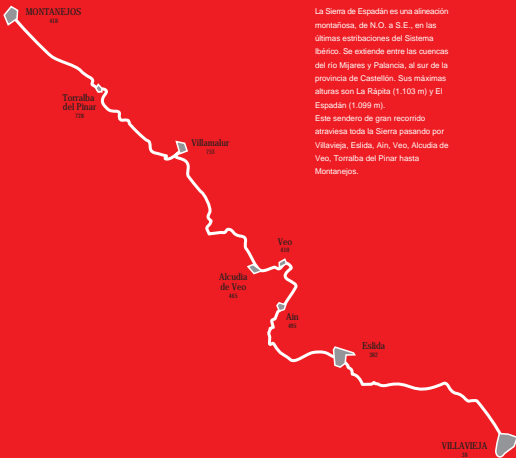 MONTANEJOS
La Sierra de Espadán es una alineación
montañosa, de N.O. a S.E., en las
últimas estribaciones del Sistema
Ibérico. Se extiende entre las cuencas
del río Mijares y Palancia, al sur de la
provincia de Castellón. Sus máximas
alturas son La Rápita (1.103 m) y El
Espadán (1.099 m).
Este sendero de gran recorrido
atraviesa toda la Sierra pasando por
Villavieja, Eslida, Aín, Veo, Alcudia de
Veo, Torralba del Pinar hasta
Montanejos.
Torralba
del Pinar
Villamalur
Veo
Alcudia
de Veo
465
Ain
Eslida
VILLAVIEJA